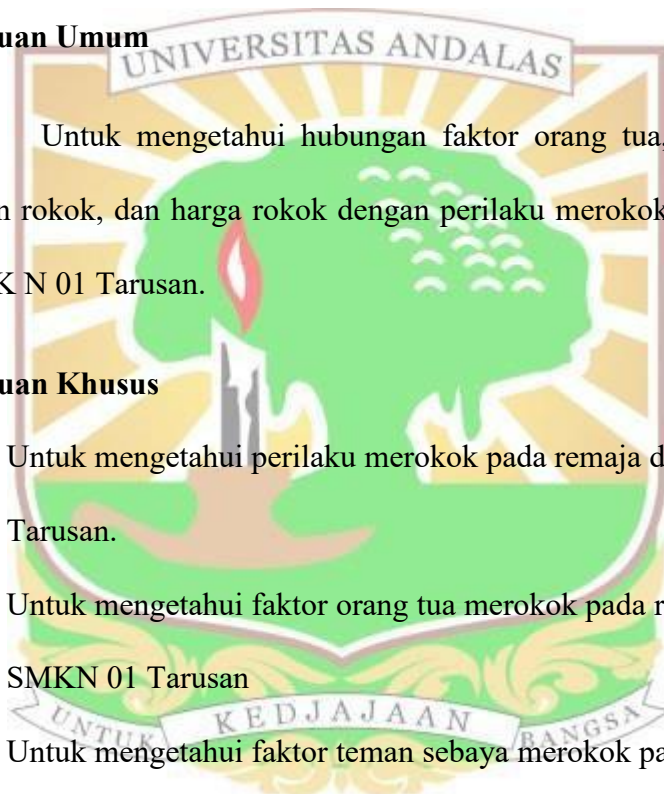 uan Umum
UNIVERSITAS ANDALAS
Untuk mengetahui hubungan faktor orang tua,
n rokok, dan harga rokok dengan perilaku merokok
K N 01 Tarusan.
uan Khusus
Untuk mengetahui perilaku merokok pada remaja d
Tarusan.
Untuk mengetahui faktor orang tua merokok pada r
SMKN 01 Tarusan
UNTUK KEDJAJAAN BANGSA
Untuk mengetahui faktor teman sebaya merokok pa